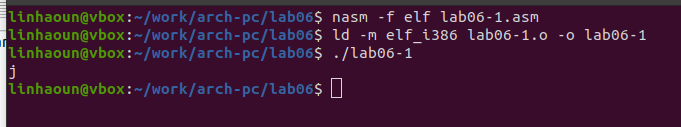 linhaoun@vbox:~/work/arch-pc/lab06$ nasm -f elf lab06-1.asm
linhaoun@vbox:~/work/arch-pc/lab06$ ld -m elf_i386 lab06-1.o -o lab06-1
linhaoun@vbox:~/work/arch-pc/lab06$ ./lab06-1
j
linhaoun@vbox:~/work/arch-pc/lab06$